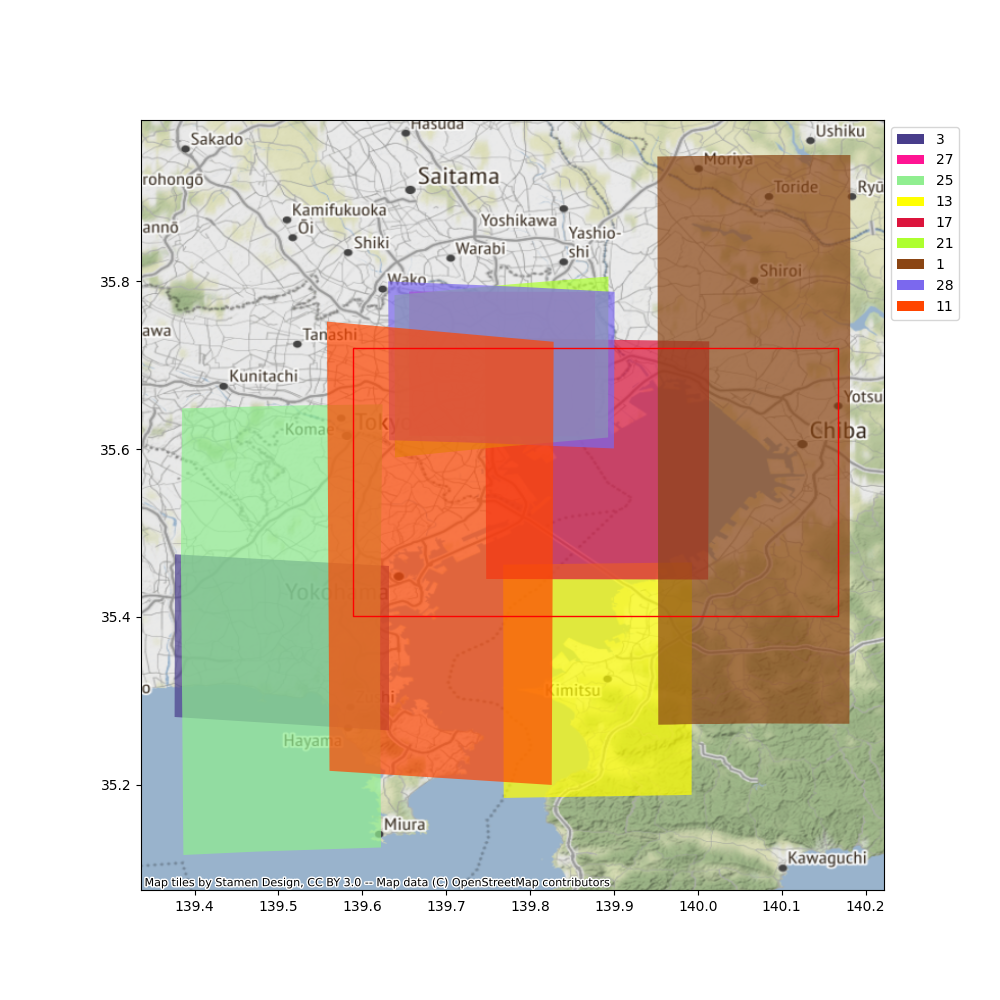 Hasuda
Ushiku
Sakado
Moriya
Saitama
rohongō
Toride
Ryū
Kamifukuoka
Yoshikawa
annō
Ōi
Yashio-
shi
Shiki
Warabi
Shiroi
Wako
awa
Tanashi
Kunitachi
Yotsu
Komae
Tok
Chiba
Yokohama
o
hi
Kimitsu
Hayama
Miura
Kawaguchi
Map tiles by Stamen Design, CC BY 3.0 -- Map data (C) OpenStreetMap contributors
35.8
35.6
35.4
35.2
139.4 139.5 139.6 139.7 139.8 139.9 140.0 140.1 140.2
3
27
25
13
17
21
1
28
11